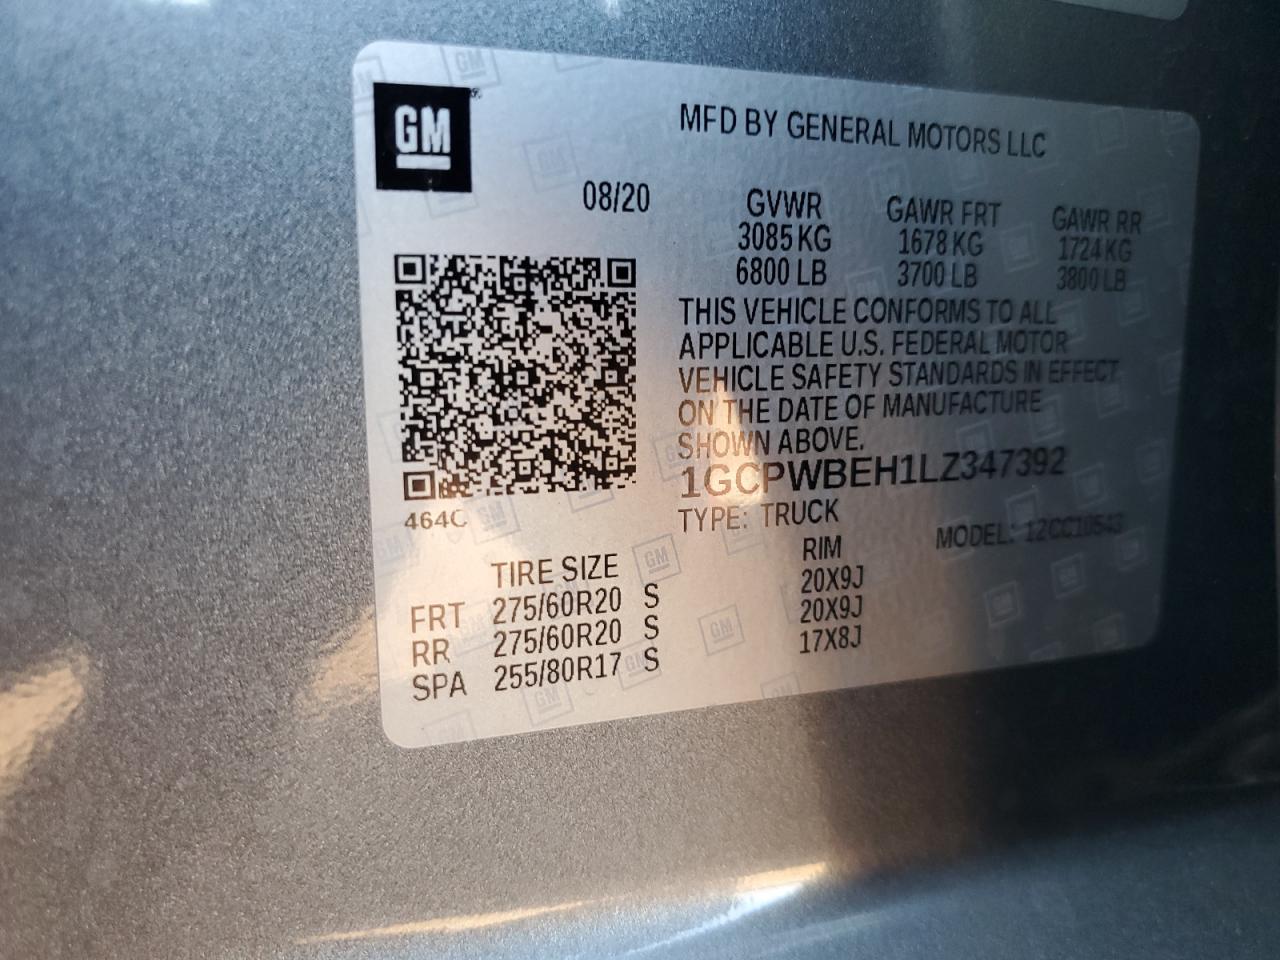 GM
MFD BY GENERAL MOTORS LLC
08/20 GVWR GAWR FRT GAWR RR
3085 KG 1678 KG 1724 KG
6800 LB 3700 LB 3800 LB
THIS VEHICLE CONFORMS TO ALL
APPLICABLE U.S. FEDERAL MOTOR
VEHICLE SAFETY STANDARDS IN EFFECT
ON THE DATE OF MANUFACTURE
SHOWN ABOVE.
1GCPWBEH1LZ347392
464C
TYPE: TRUCK MODEL:
TIRE SIZE RIM
FRT 275/60R20 S 20X9J
RR 275/60R20 S 20X9J
SPA 255/80R17 S 17X8J